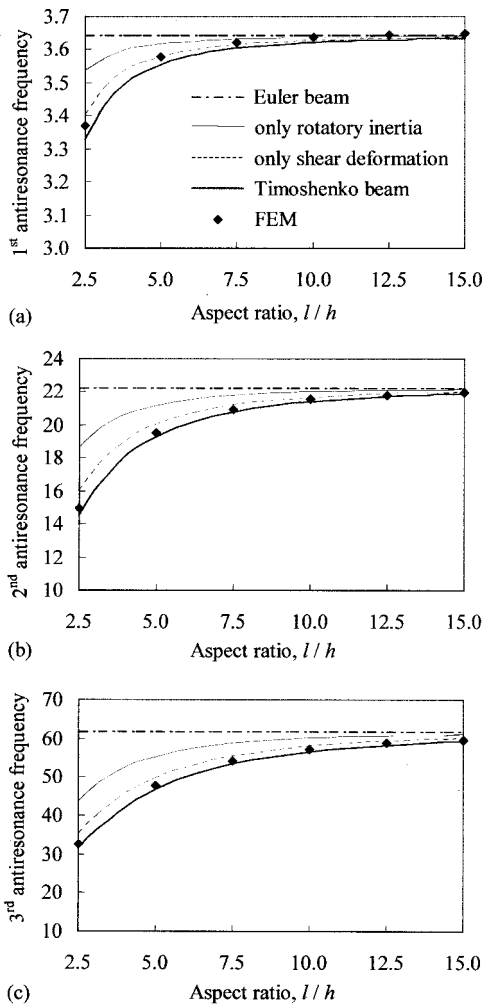 3.7
3.6
3.5
3.4
3.3
3.2
3.1
3.0
1st antiresonance frequency
Euler beam
only rotatory inertia
only shear deformation
Timoshenko beam
FEM
2.5 5.0 7.5 10.0 12.5 15.0
(a)
Aspect ratio, l / h
24
22
20
18
16
14
12
10
2nd antiresonance frequency
2.5 5.0 7.5 10.0 12.5 15.0
(b)
Aspect ratio, l / h
70
60
50
40
30
20
10
3rd antiresonance frequency
2.5 5.0 7.5 10.0 12.5 15.0
(c)
Aspect ratio, l / h